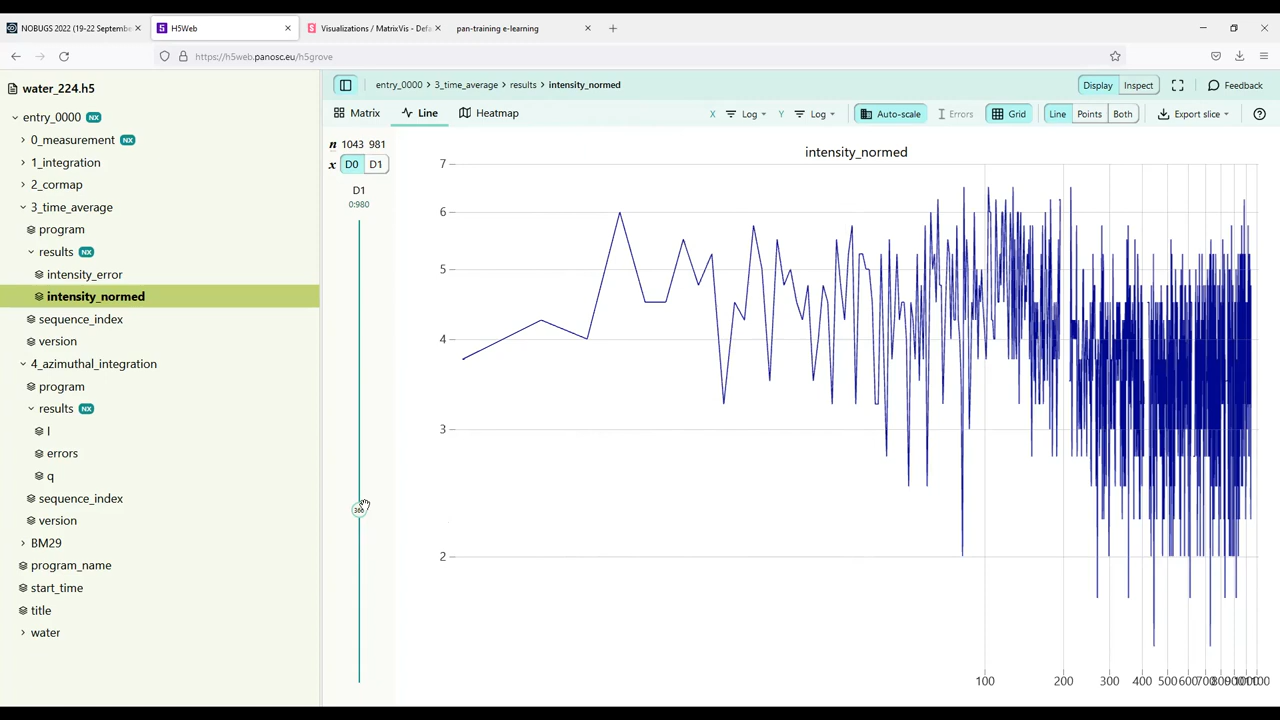 NOBUGS 2022 (19-22 Septembe
H5Web
Visualizations / MatrixVis - Defa
pan-training e-learning
https://h5web.panosc.eu/h5grove
water_224.h5
entry_0000 NX
0_measurement NX
1_integration
2_cormap
3_time_average
program
results NX
intensity_error
intensity_normed
sequence_index
version
4_azimuthal_integration
program
results NX
I
errors
q
sequence_index
version
BM29
program_name
start_time
title
water
entry_0000 > 3_time_average > results > intensity_normed
Display Inspect
Feedback
Matrix Line Heatmap
X Log Y Log Auto-scale Errors Grid Line Points Both Export slice
n 1043 981
x D0 D1
D1
0:980
intensity_normed
7
6
5
4
3
2
100 200 300 400 500